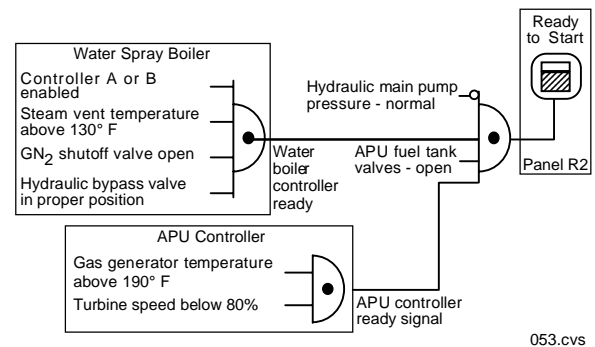 Ready
to Start
Water Spray Boiler
Controller A or B
enabled
Steam vent temperature
above 130° F
GN2 shutoff valve open
Hydraulic bypass valve
in proper position
Water
boiler
controller
ready
Hydraulic main pump
pressure - normal
APU fuel tank
valves - open
Panel R2
APU Controller
Gas generator temperature
above 190° F
Turbine speed below 80%
APU controller
ready signal
053.cvs